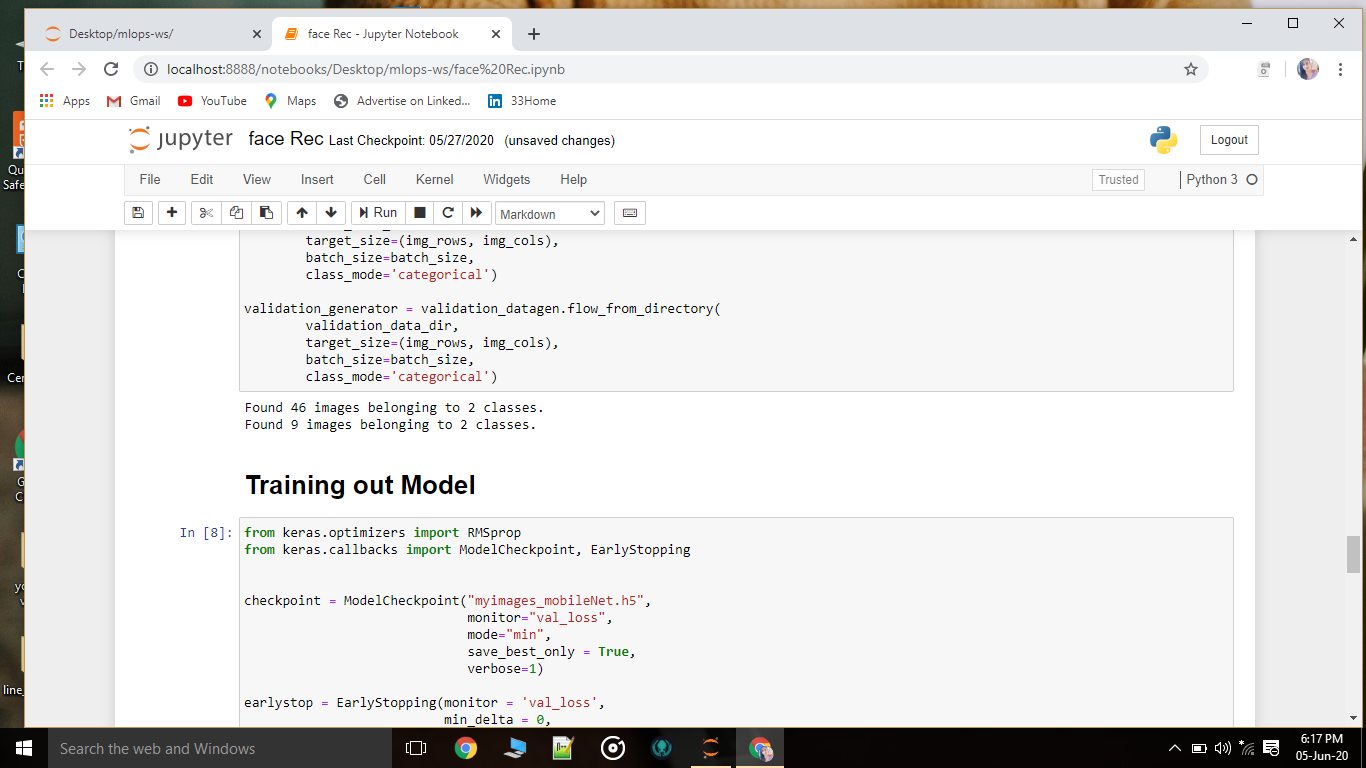 Desktop/mlops-ws/
face Rec - Jupyter Notebook
localhost:8888/notebooks/Desktop/mlops-ws/face%20Rec.ipynb
Apps
Gmail
YouTube
Maps
Advertise on Linked...
33Home
jupyter
face Rec Last Checkpoint: 05/27/2020 (unsaved changes)
Logout
File
Edit
View
Insert
Cell
Kernel
Widgets
Help
Trusted
Python 3
Run
Markdown
target_size=(img_rows, img_cols),
batch_size=batch_size,
class_mode='categorical')
validation_generator = validation_datagen.flow_from_directory(
validation_data_dir,
target_size=(img_rows, img_cols),
batch_size=batch_size,
class_mode='categorical')
Found 46 images belonging to 2 classes.
Found 9 images belonging to 2 classes.
Training out Model
In [8]:
from keras.optimizers import RMSprop
from keras.callbacks import ModelCheckpoint, EarlyStopping
checkpoint = ModelCheckpoint("myimages_mobileNet.h5",
monitor="val_loss",
mode="min",
save_best_only = True,
verbose=1)
earlystop = EarlyStopping(monitor = 'val_loss',
min_delta = 0,
Search the web and Windows
6:17 PM
05-Jun-20